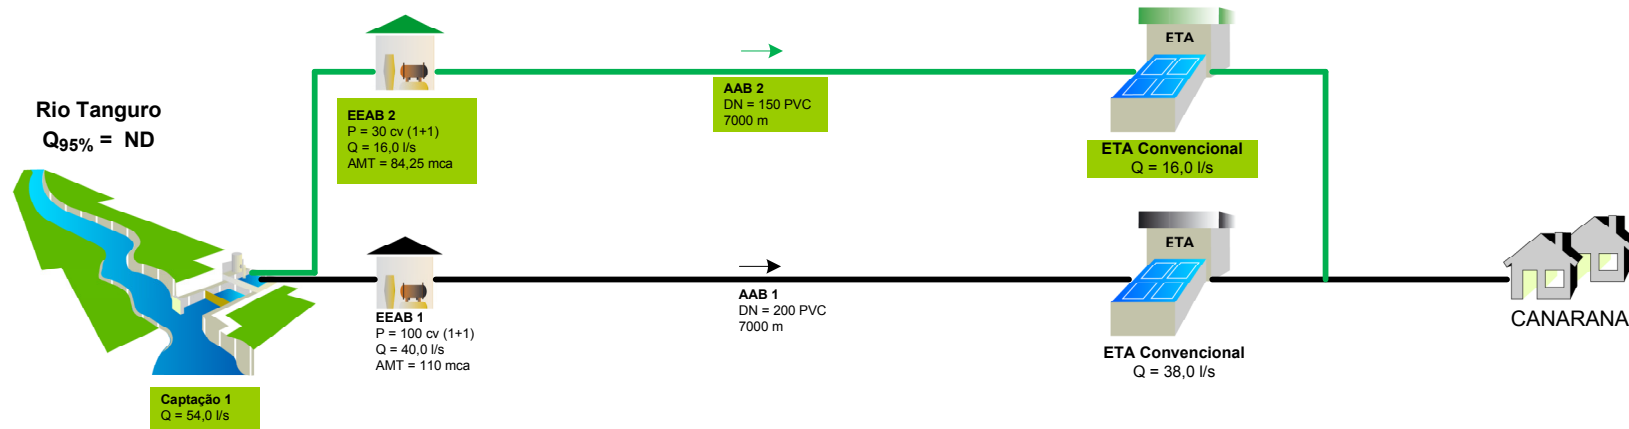 Rio Tanguro
Q95% = ND
EEAB 2
P = 30 cv (1+1)
Q = 16,0 l/s
AMT = 84,25 mca
AAB 2
DN = 150 PVC
7000 m
ETA
ETA Convencional
Q = 16,0 l/s
EEAB 1
P = 100 cv (1+1)
Q = 40,0 l/s
AMT = 110 mca
AAB 1
DN = 200 PVC
7000 m
ETA
ETA Convencional
Q = 38,0 l/s
CANARANA
Captação 1
Q = 54,0 l/s